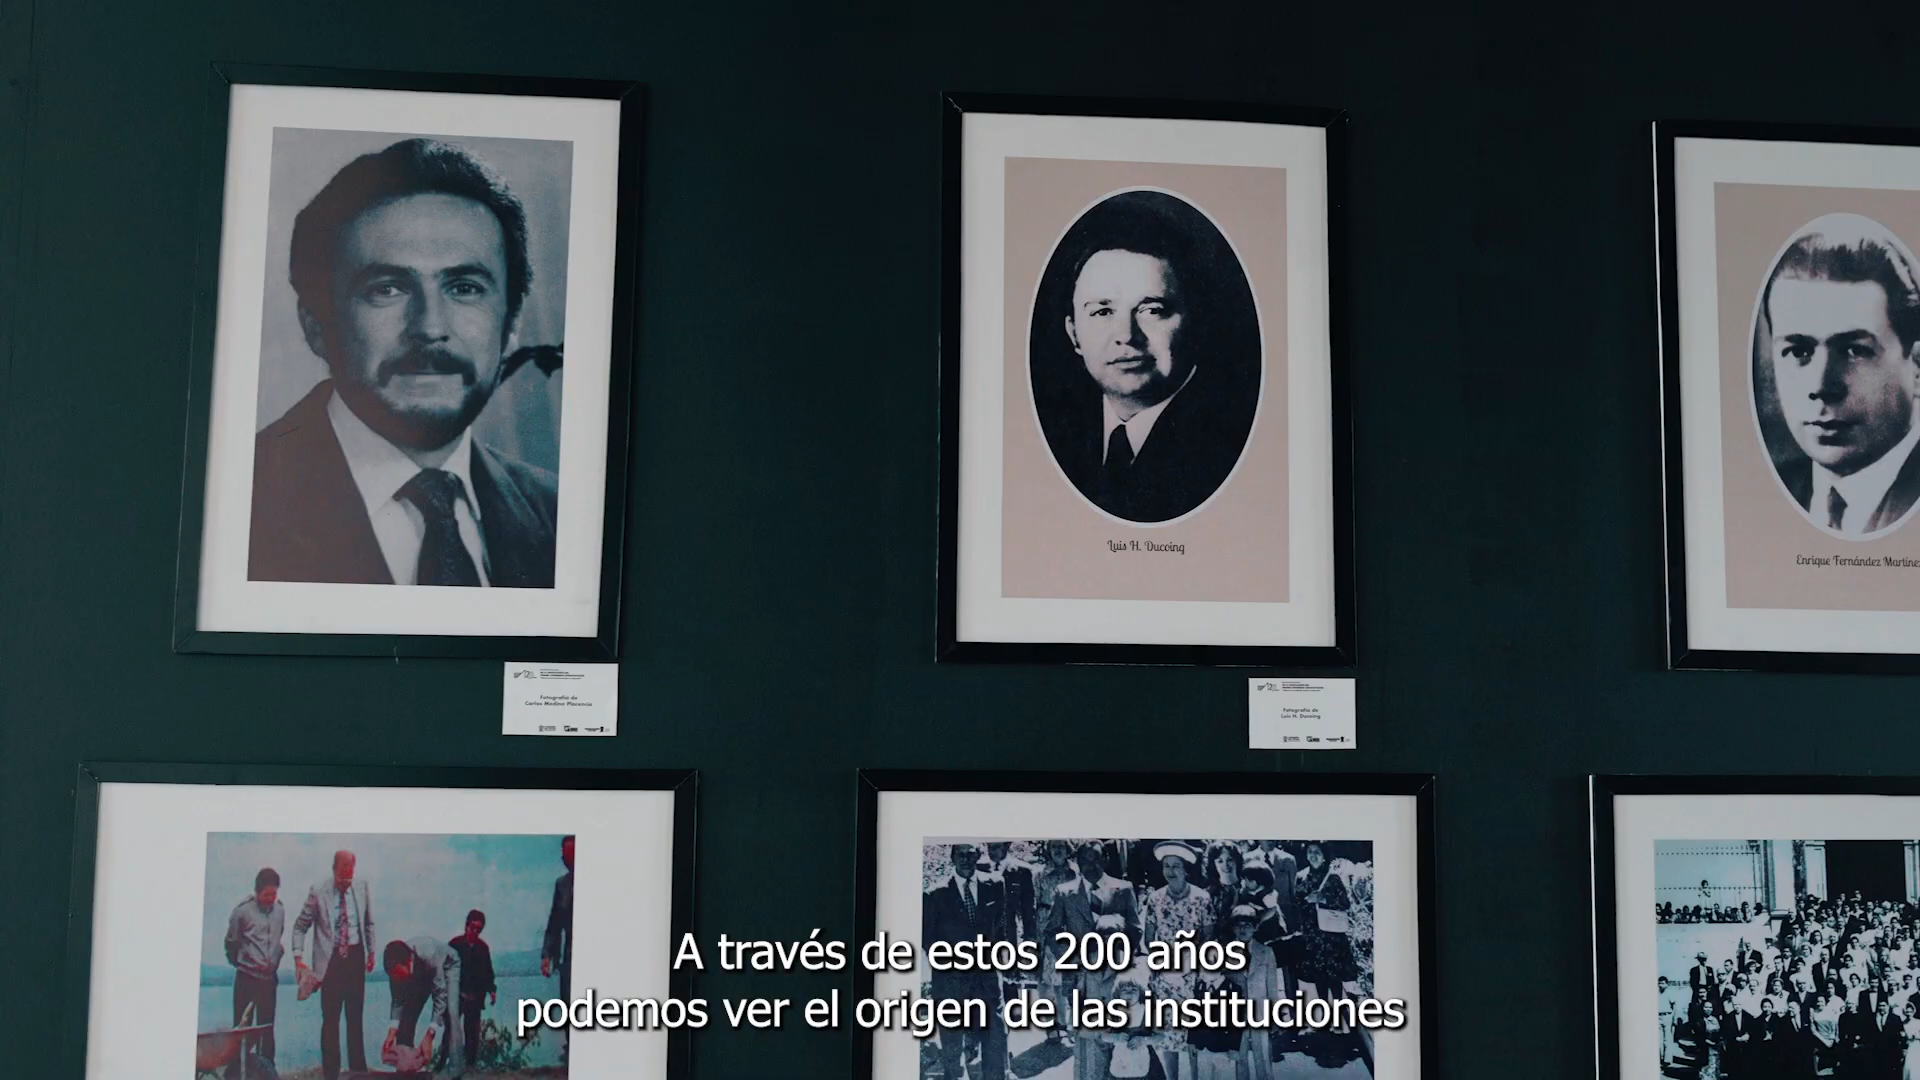 Luis H. Ducoing
Enrique Fernández Martínez
Fotografía de
Carlos Medina Plascencia
Fotografía de
Luis H. Ducoing
A través de estos 200 años
podemos ver el origen de las instituciones